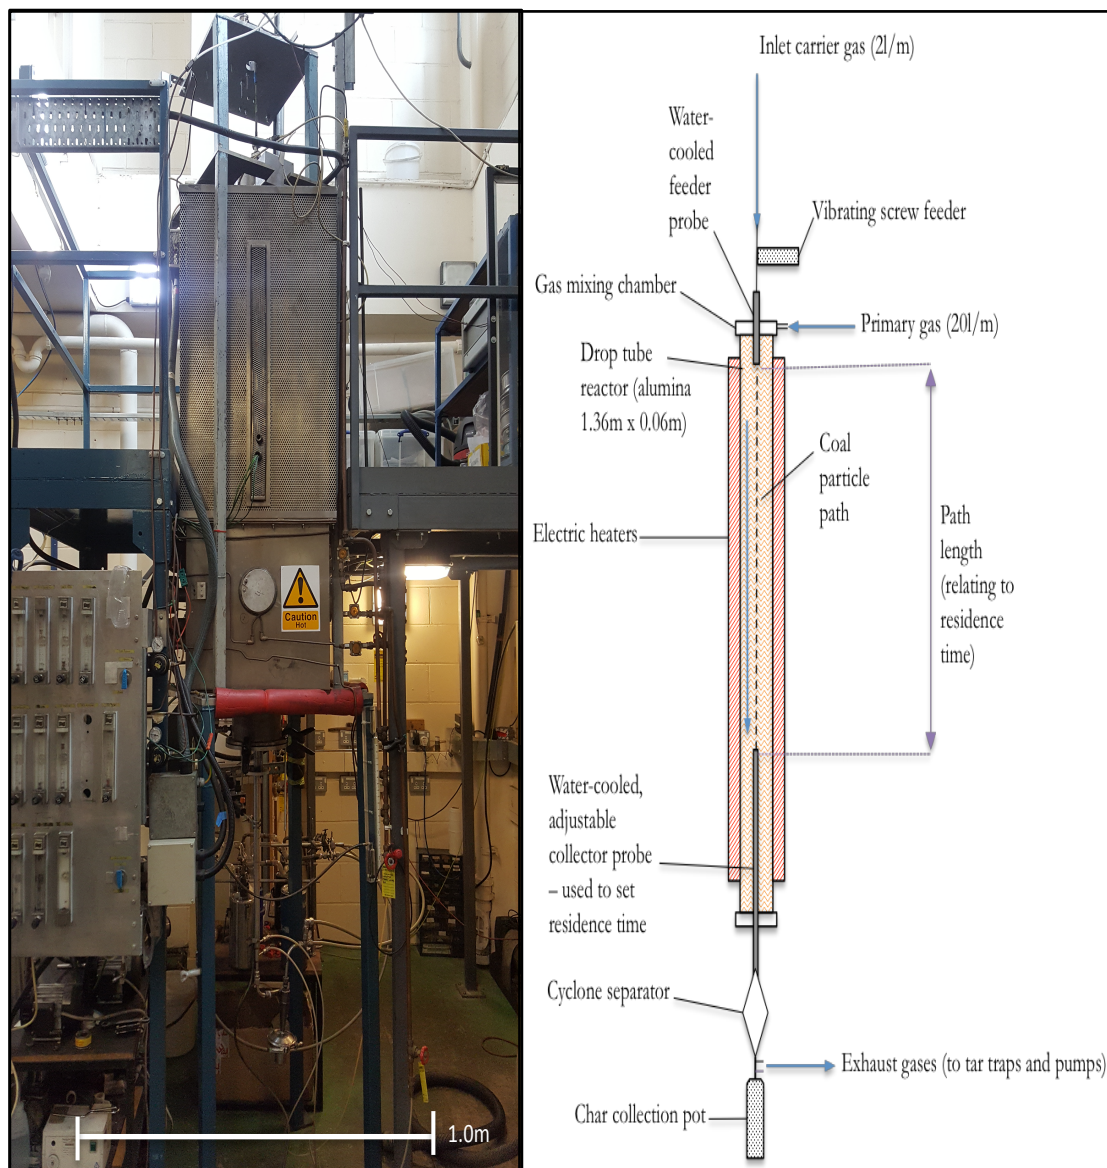 Caution
Hot
1.0m
Inlet carrier gas (2l/m)
Water-
cooled
feeder
probe
Vibrating screw feeder
Gas mixing chamber
Primary gas (20l/m)
Drop tube
reactor (alumina
1.36m x 0.06m)
Coal
particle
path
Electric heaters
Path
length
(relating to
residence
time)
Water-cooled,
adjustable
collector probe
– used to set
residence time
Cyclone separator
Exhaust gases (to tar traps and pumps)
Char collection pot